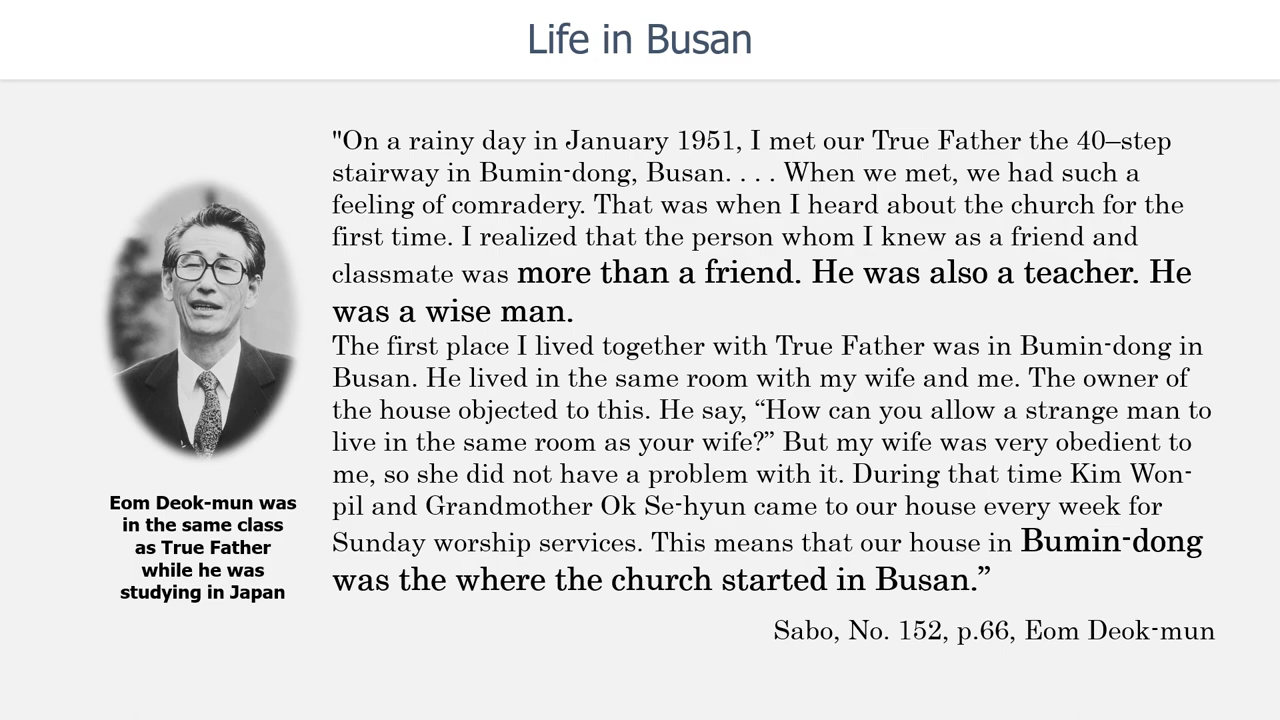 Life in Busan
"On a rainy day in January 1951, I met our True Father the 40–step
stairway in Bumin-dong, Busan. . . . When we met, we had such a
feeling of comradery. That was when I heard about the church for the
first time. I realized that the person whom I knew as a friend and
classmate was more than a friend. He was also a teacher. He
was a wise man.
The first place I lived together with True Father was in Bumin-dong in
Busan. He lived in the same room with my wife and me. The owner of
the house objected to this. He say, “How can you allow a strange man to
live in the same room as your wife?” But my wife was very obedient to
me, so she did not have a problem with it. During that time Kim Won-
pil and Grandmother Ok Se-hyun came to our house every week for
Sunday worship services. This means that our house in Bumin-dong
was the where the church started in Busan.”
Sabo, No. 152, p.66, Eom Deok-mun
Eom Deok-mun was
in the same class
as True Father
while he was
studying in Japan